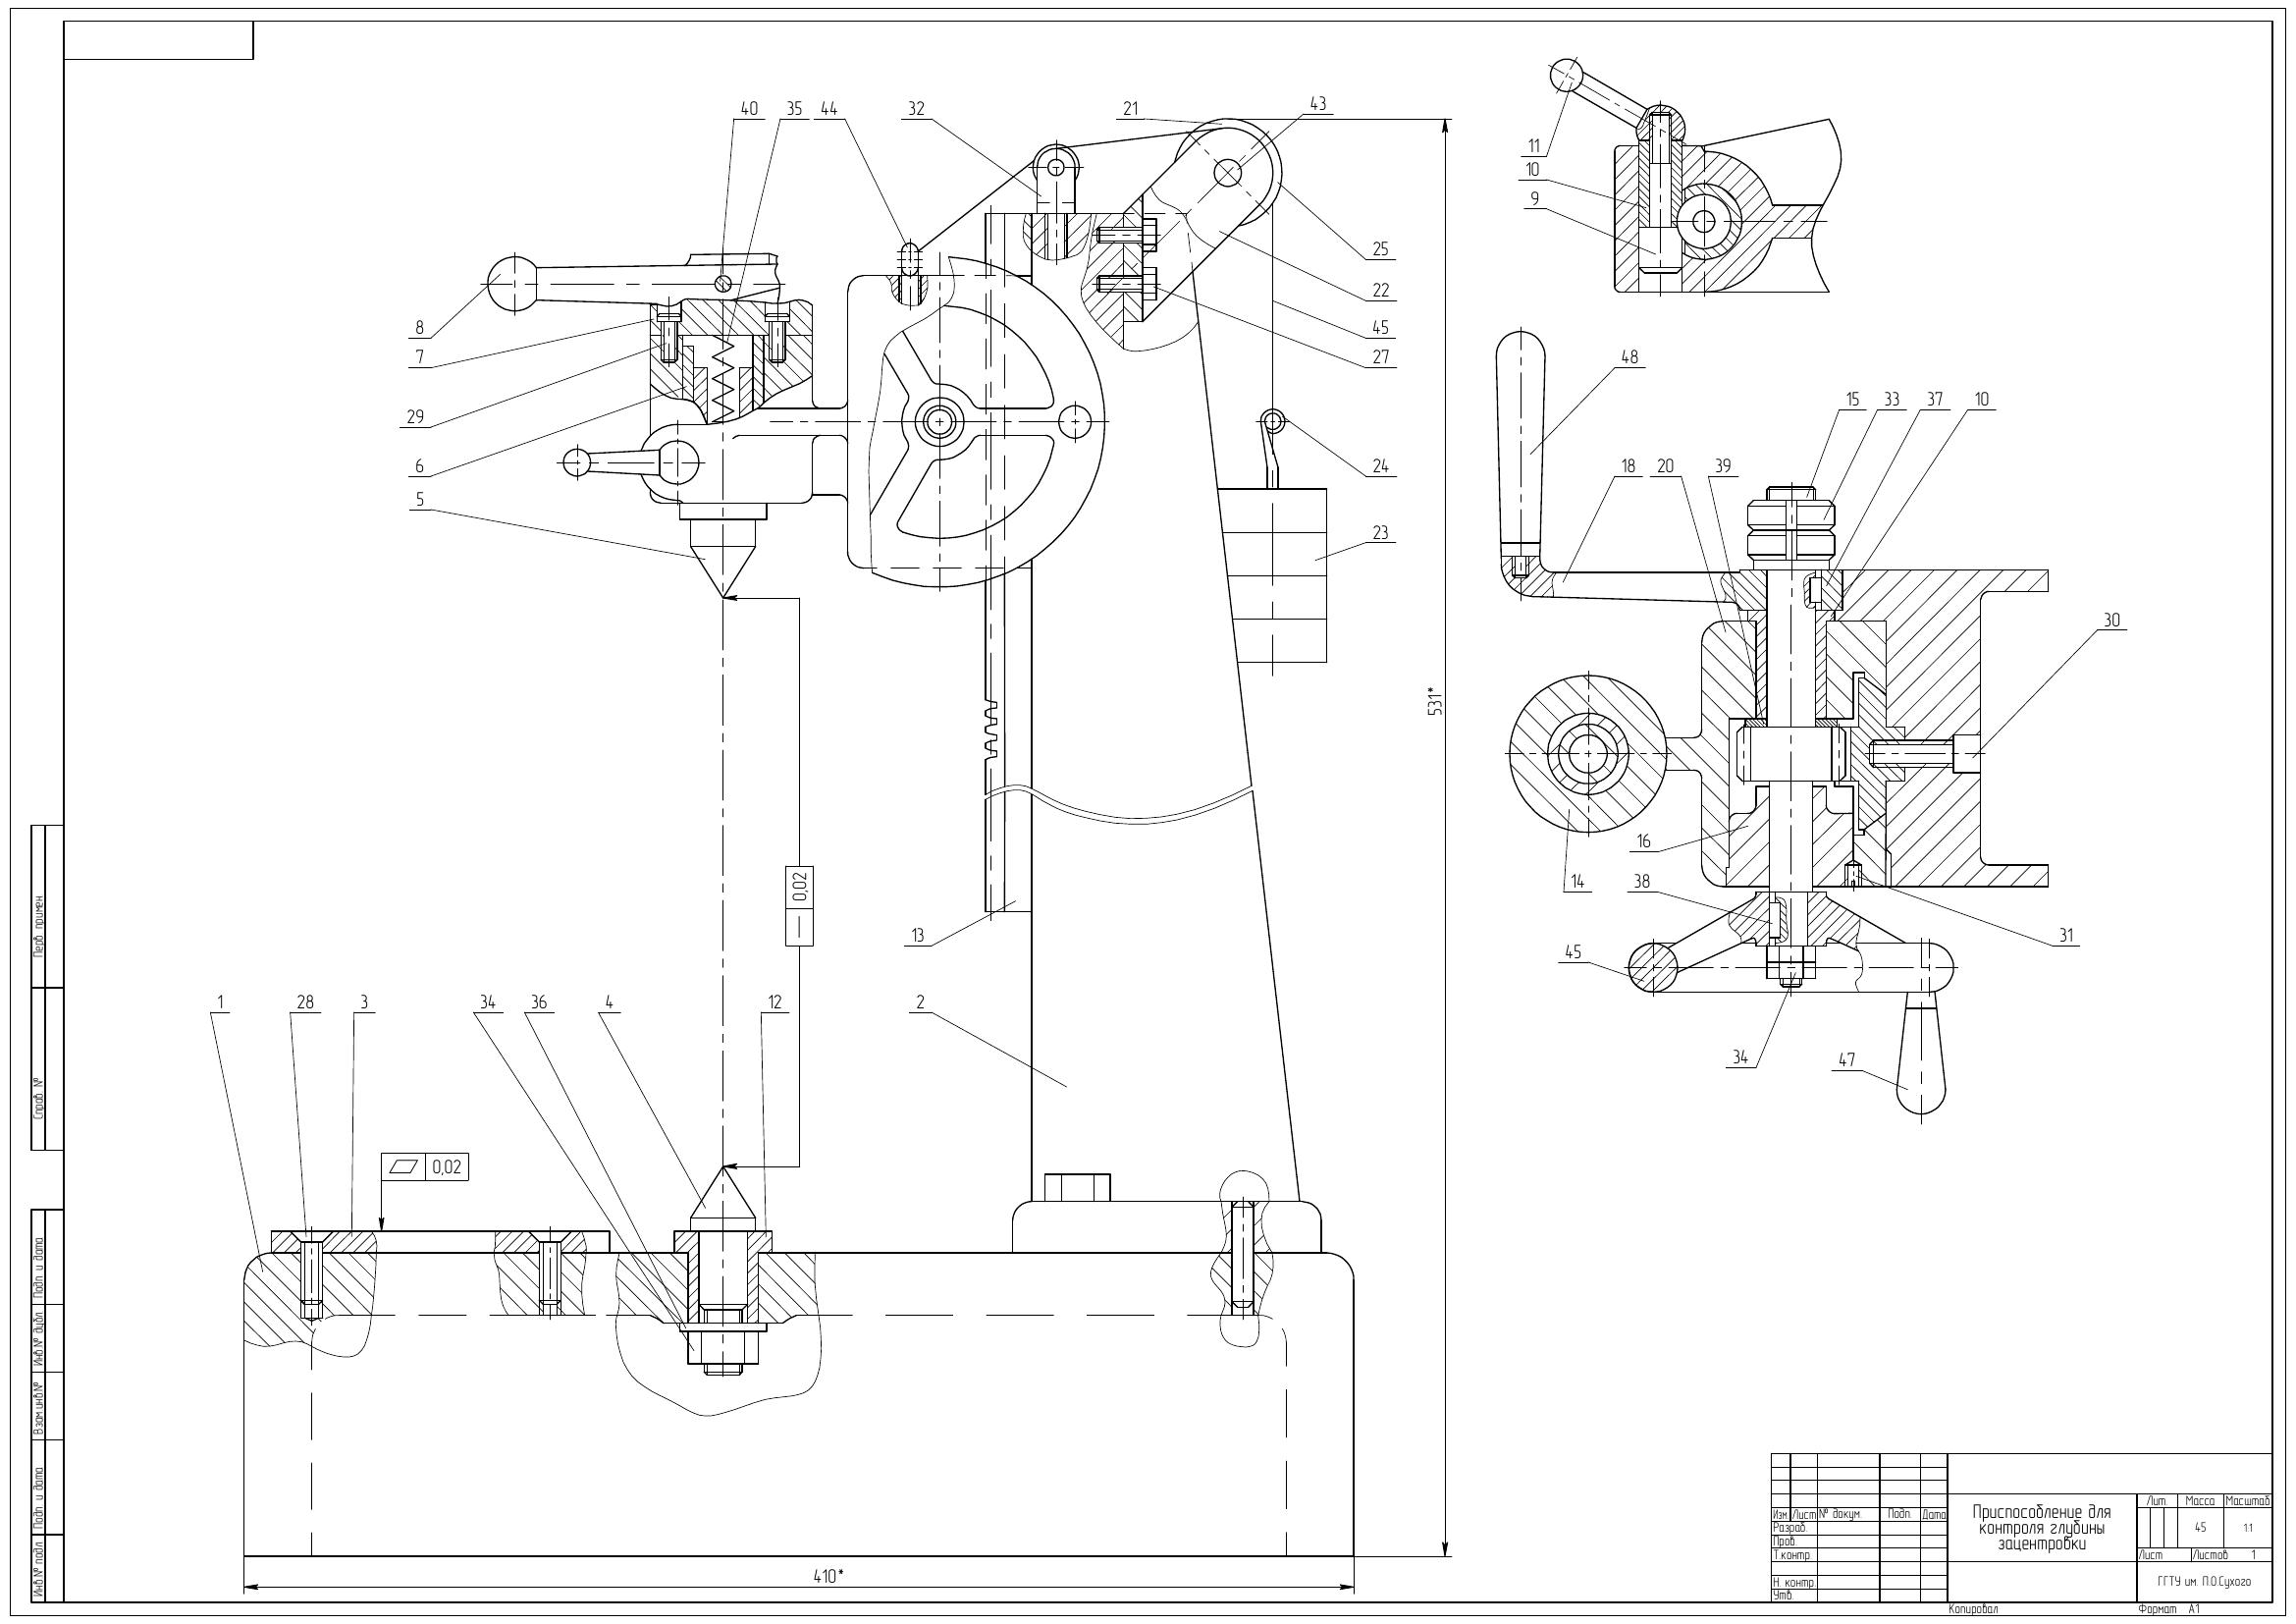 40
35
44
32
21
43
11
10
9
25
22
45
27
8
7
29
6
5
24
23
48
15
33
37
10
18
20
39
30
531*
0,02
16
14
38
31
45
13
34
47
1
28
3
34
36
4
12
2
0,02
410*
Перв. примен.
Справ. №
Подп. и дата
Инв № дубл
Взам.инв№
Подп. и дата
Инв № подл
Изм.
Лист
№ докум.
Подп.
Дата
Разраб.
Пров.
Т.контр.
Н. контр.
Утв.
Приспособление для
контроля глубины
зацентровки
Лит.
Масса
Масштаб
45
1:1
Лист
Листов
1
ГГТУ им. П.О.Сухого
Копировал
Формат А1